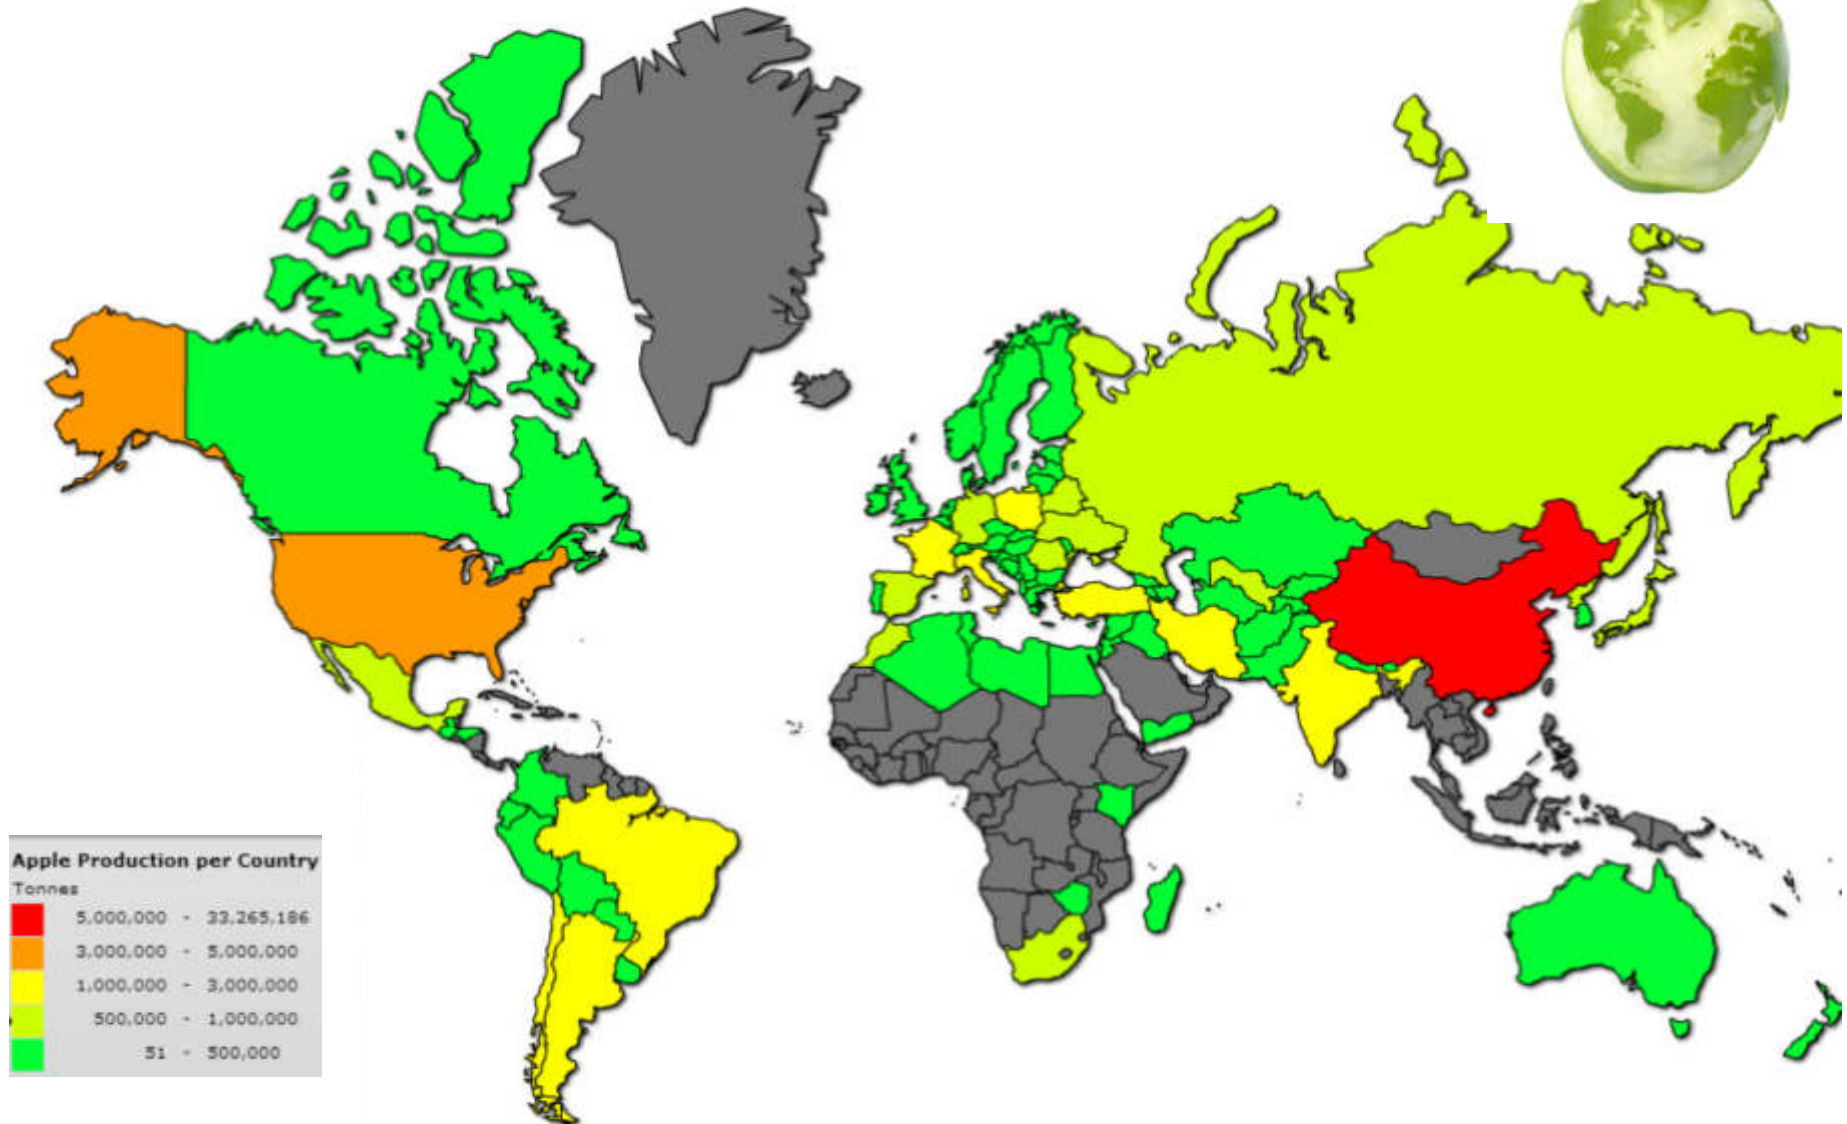 Apple Production per Country
Tonnes
5,000,000 - 33,265,186
3,000,000 - 5,000,000
1,000,000 - 3,000,000
500,000 - 1,000,000
51 - 500,000